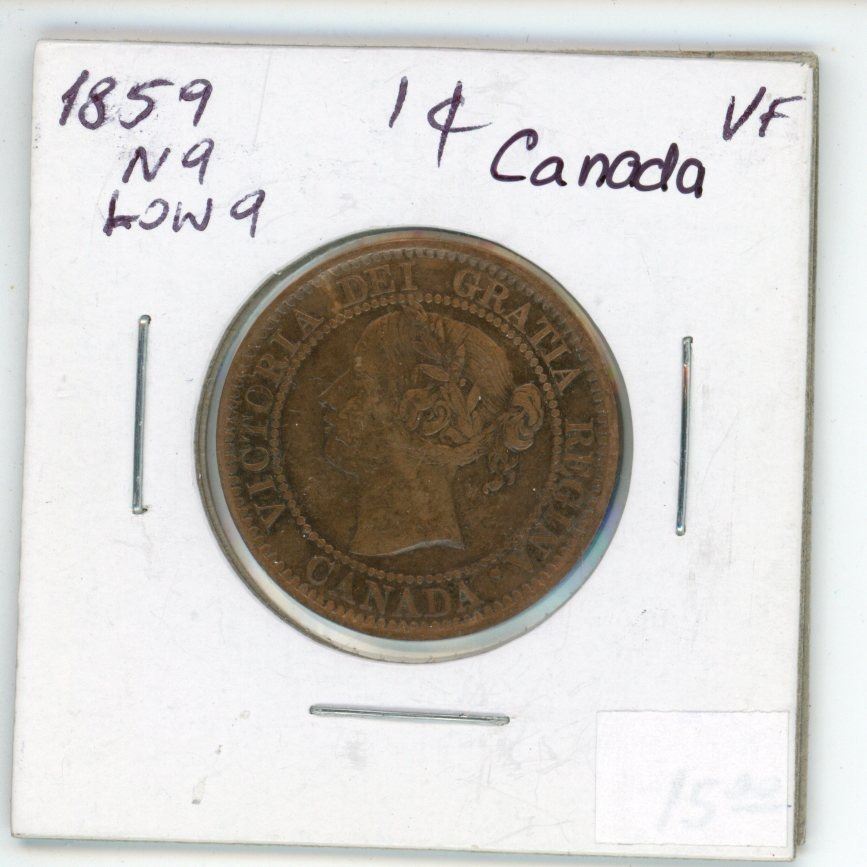 1859 1¢ VF
N9 Canada
LOW 9
VICTORIA DEI GRATIA REGINA.
CANADA
15.00